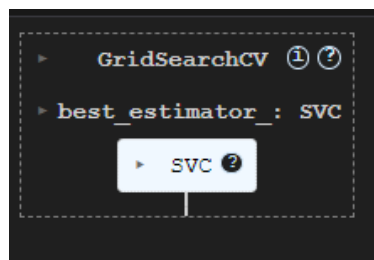 ▸ GridSearchCV i ?
▸ best_estimator_: SVC
▸ SVC ?